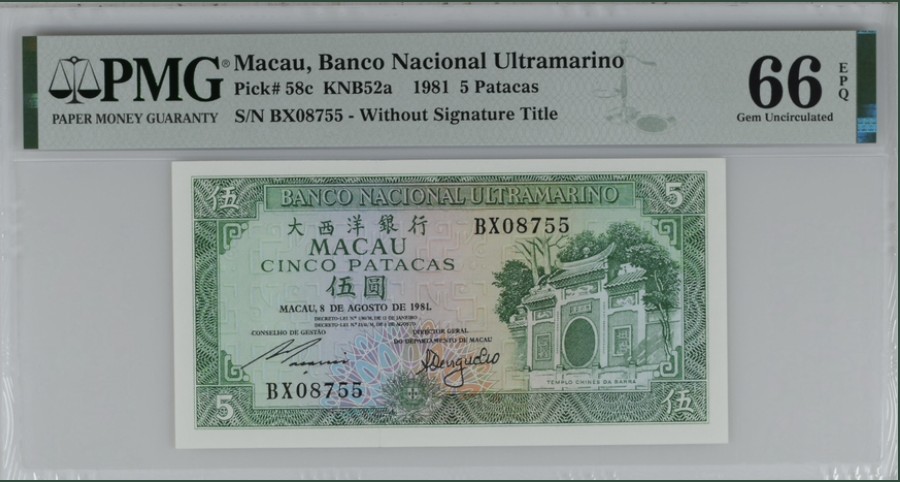 PMG®
PAPER MONEY GUARANTY
Macau, Banco Nacional Ultramarino
Pick# 58c KNB52a 1981 5 Patacas
S/N BX08755 - Without Signature Title
66 EPQ
Gem Uncirculated
伍 BANCO NACIONAL ULTRAMARINO 5
大西洋銀行 BX08755
MACAU
CINCO PATACAS
伍圓
MACAU, 8 DE AGOSTO DE 1981.
CONSELHO DE GESTÃO DIRECTOR GERAL
DO DEPARTAMENTO DE MACAU
TEMPLO CHINES DA BARRA
BX08755
5 伍